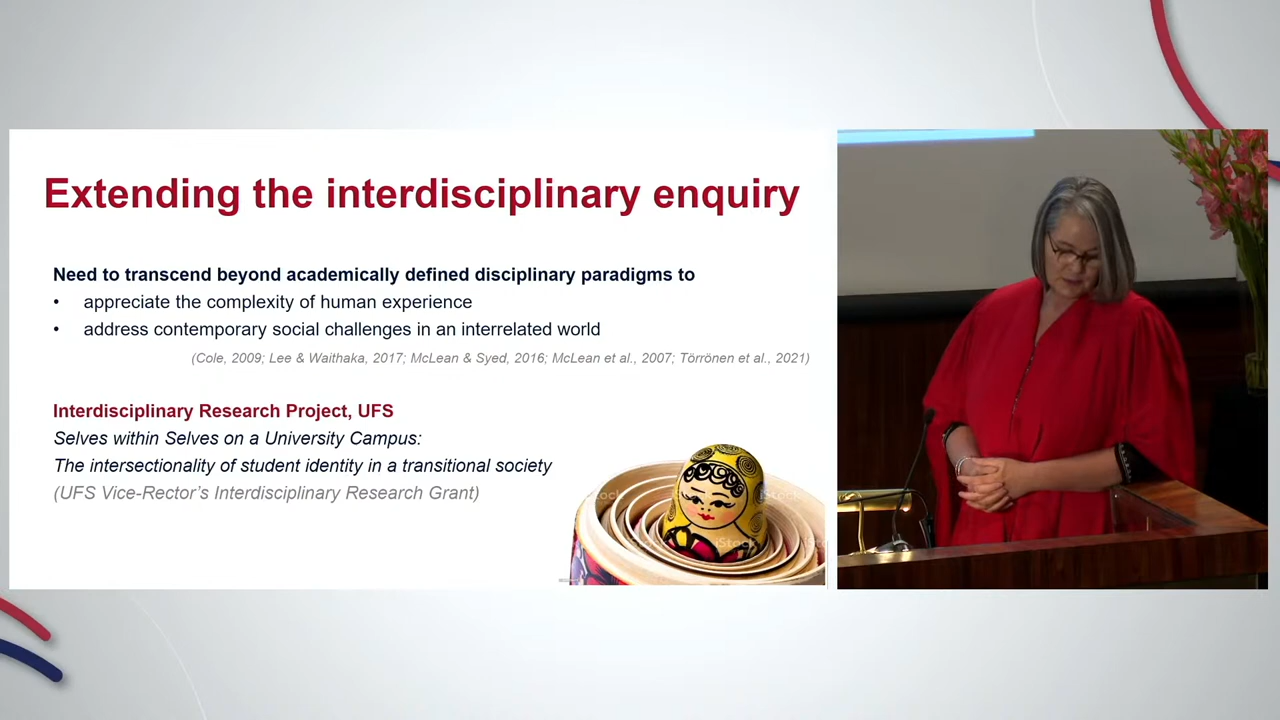 Extending the interdisciplinary enquiry
Need to transcend beyond academically defined disciplinary paradigms to
• appreciate the complexity of human experience
• address contemporary social challenges in an interrelated world
(Cole, 2009; Lee & Waithaka, 2017; McLean & Syed, 2016; McLean et al., 2007; Törrönen et al., 2021)
Interdisciplinary Research Project, UFS
Selves within Selves on a University Campus:
The intersectionality of student identity in a transitional society
(UFS Vice-Rector's Interdisciplinary Research Grant)
iStock
iStock